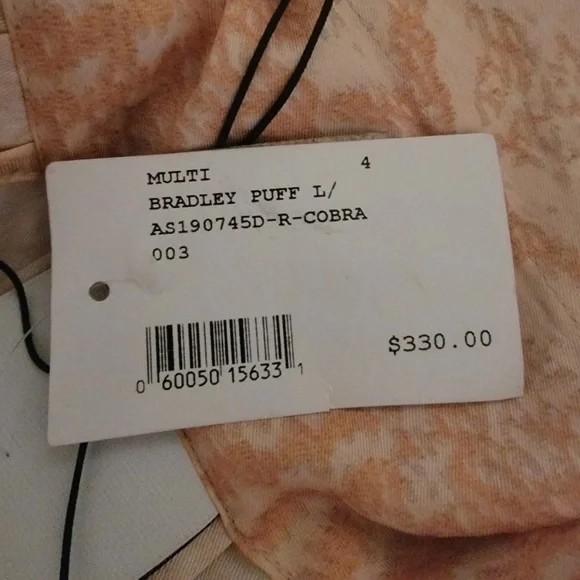 MULTI 4
BRADLEY PUFF L/
AS190745D-R-COBRA
003
$330.00
0 60050 15633 1